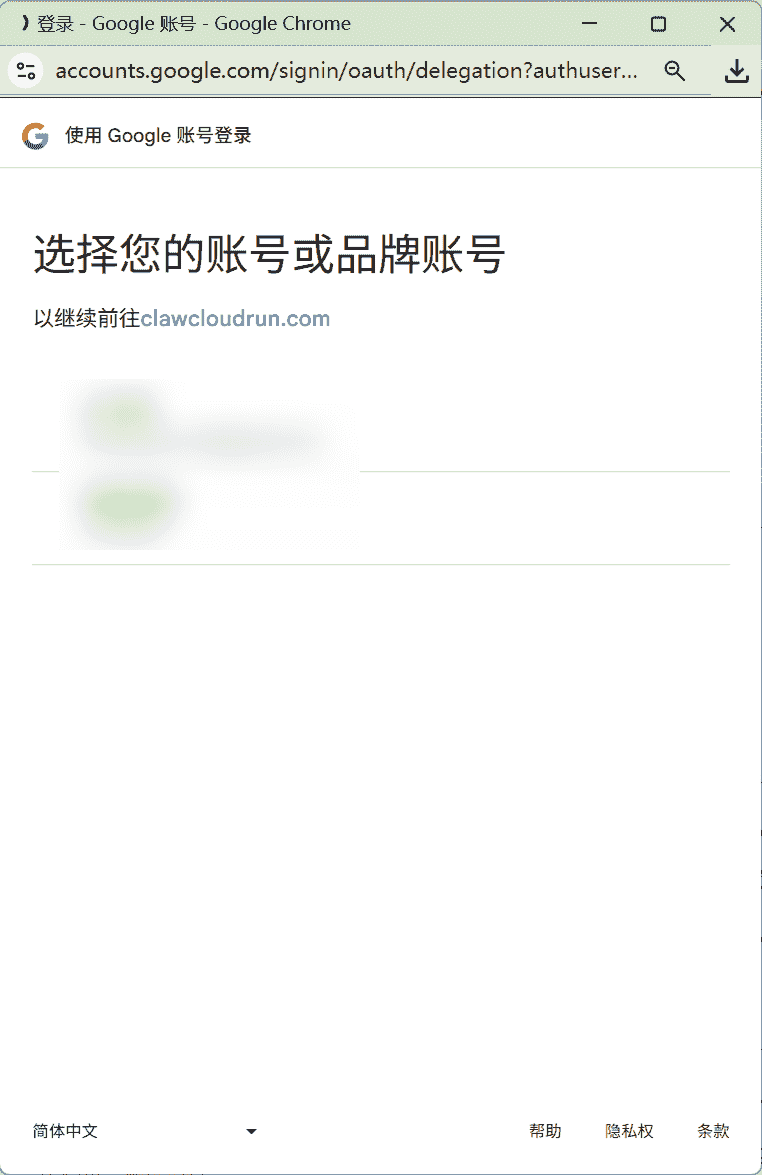 登录 - Google 账号 - Google Chrome
accounts.google.com/signin/oauth/delegation?authuser...
使用 Google 账号登录
选择您的账号或品牌账号
以继续前往clawcloudrun.com
简体中文 帮助 隐私权 条款